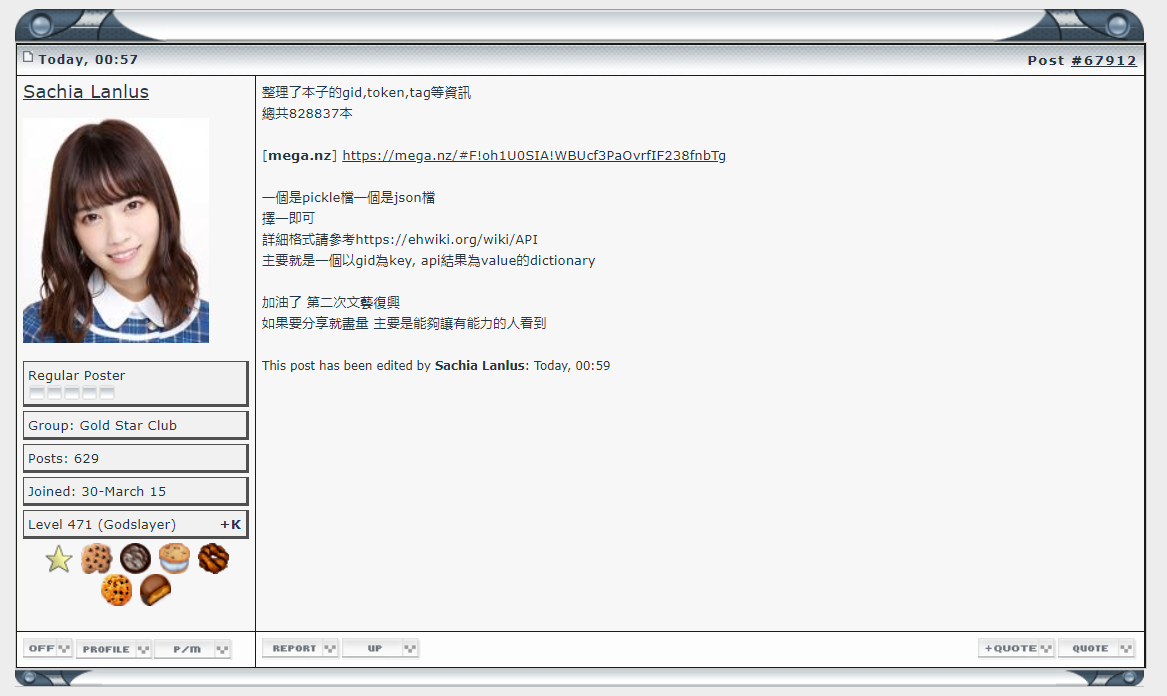 Today, 00:57
Post #67912
Sachia Lanlus
整理了本子的gid,token,tag等資訊
總共828837本
[mega.nz] https://mega.nz/#F!oh1U0SIA!WBUcf3PaOvrfIF238fnbTg
一個是pickle檔一個是json檔
擇一即可
詳細格式請參考https://ehwiki.org/wiki/API
主要就是一個以gid為key, api結果為value的dictionary
加油了 第二次文藝復興
如果要分享就盡量 主要是能夠讓有能力的人看到
This post has been edited by Sachia Lanlus: Today, 00:59
Regular Poster
Group: Gold Star Club
Posts: 629
Joined: 30-March 15
Level 471 (Godslayer) +K
OFF PROFILE P/M REPORT UP +QUOTE QUOTE